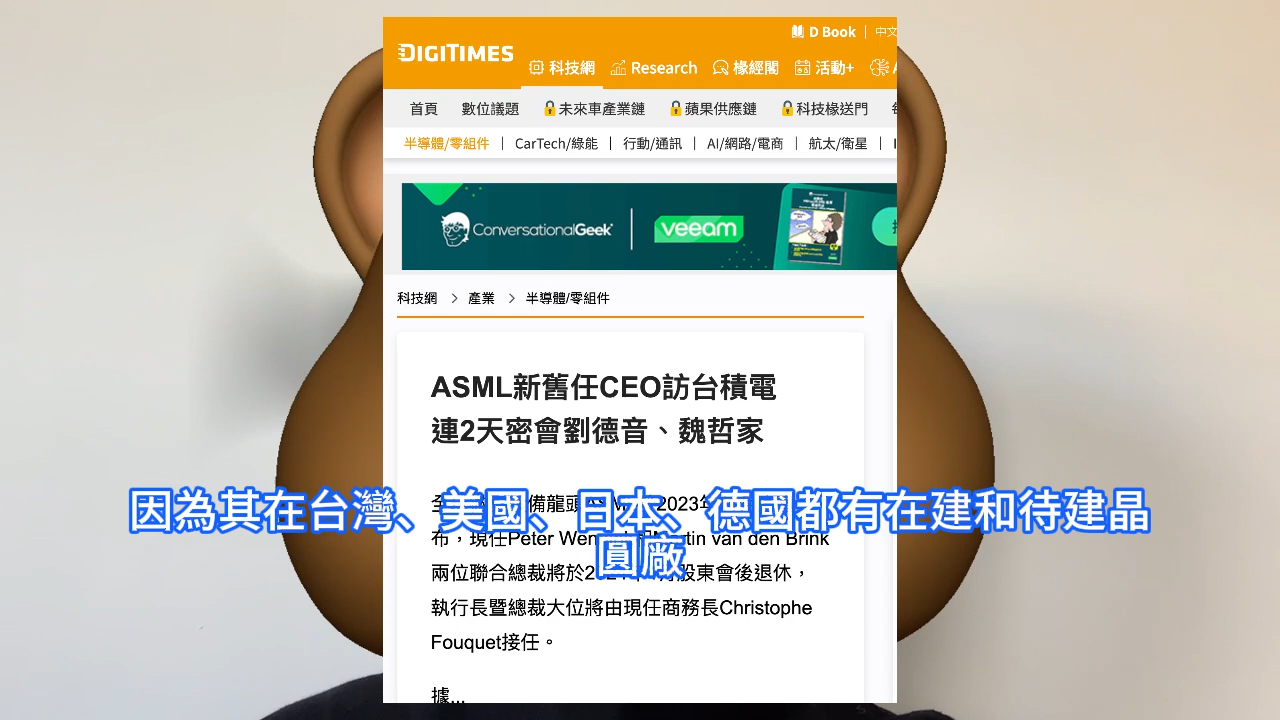 D Book | 中文
DIGITIMES
科技網 Research 椽經閣 活動+
首頁 數位議題 未來車產業鏈 蘋果供應鏈 科技椽送門
半導體/零組件 | CarTech/綠能 | 行動/通訊 | AI/網路/電商 | 航太/衛星 |
ConversationalGeek® veeam
科技網 > 產業 > 半導體/零組件
ASML新舊任CEO訪台積電
連2天密會劉德音、魏哲家
因為其在台灣、美國、日本、德國都有在建和待建晶
圓廠
布,現任Peter den Brink
兩位聯合總裁將於 股東會後退休,
執行長暨總裁大位將由現任商務長Christophe
Fouquet接任。
據...